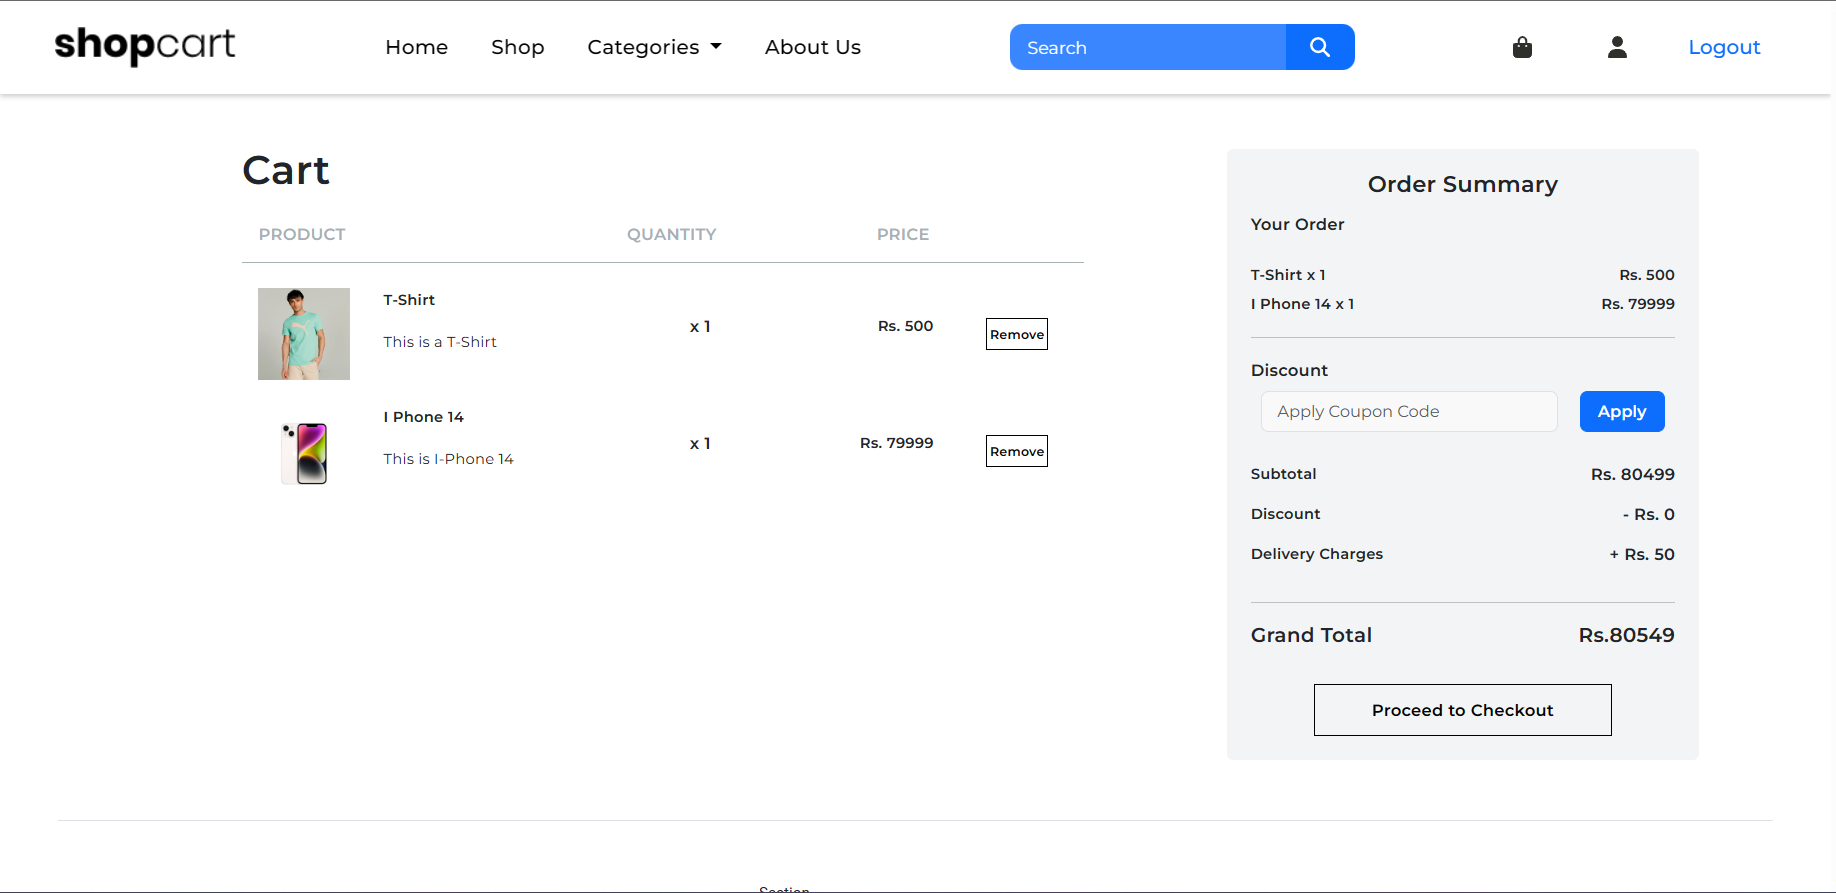 shopcart
Home Shop Categories About Us
Search
Logout
Cart
PRODUCT QUANTITY PRICE
T-Shirt
This is a T-Shirt
x 1
Rs. 500
Remove
I Phone 14
This is I-Phone 14
x 1
Rs. 79999
Remove
Order Summary
Your Order
T-Shirt x 1 Rs. 500
I Phone 14 x 1 Rs. 79999
Discount
Apply Coupon Code
Apply
Subtotal Rs. 80499
Discount - Rs. 0
Delivery Charges + Rs. 50
Grand Total Rs.80549
Proceed to Checkout
Section